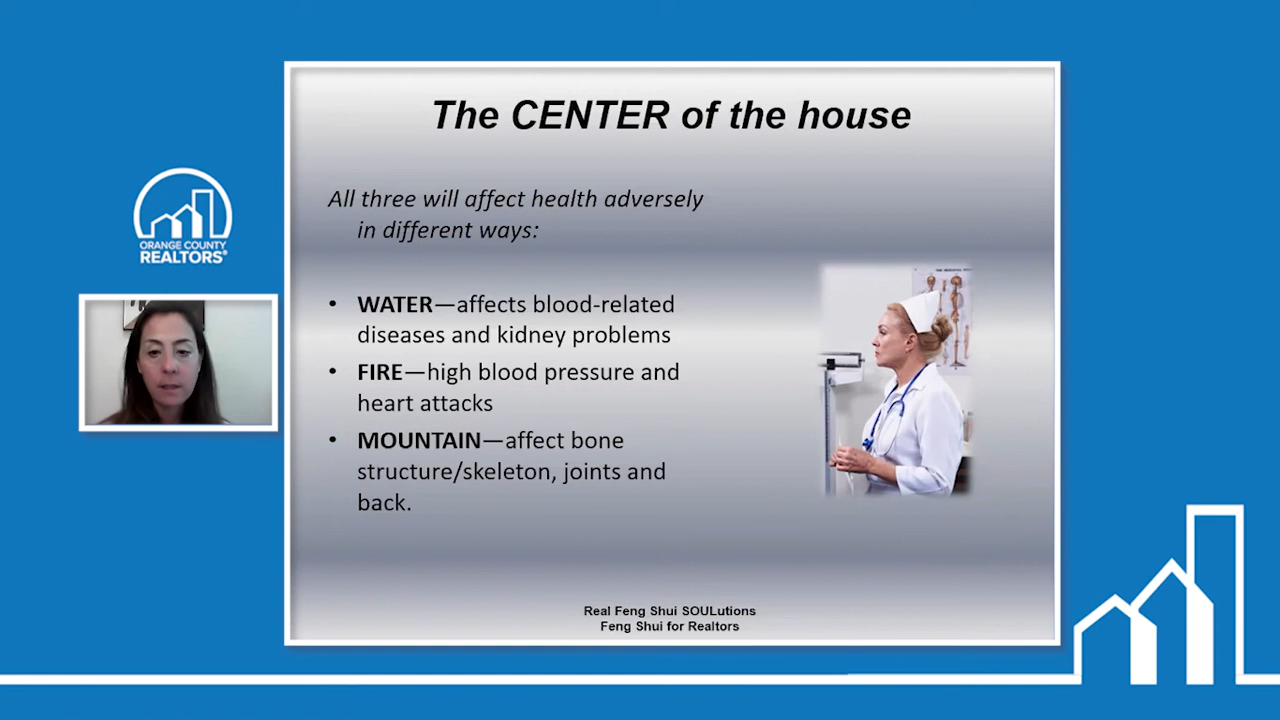 The CENTER of the house
All three will affect health adversely
in different ways:
• WATER—affects blood-related
diseases and kidney problems
• FIRE—high blood pressure and
heart attacks
• MOUNTAIN—affect bone
structure/skeleton, joints and
back.
Real Feng Shui SOULutions
Feng Shui for Realtors
ORANGE COUNTY
REALTORS®